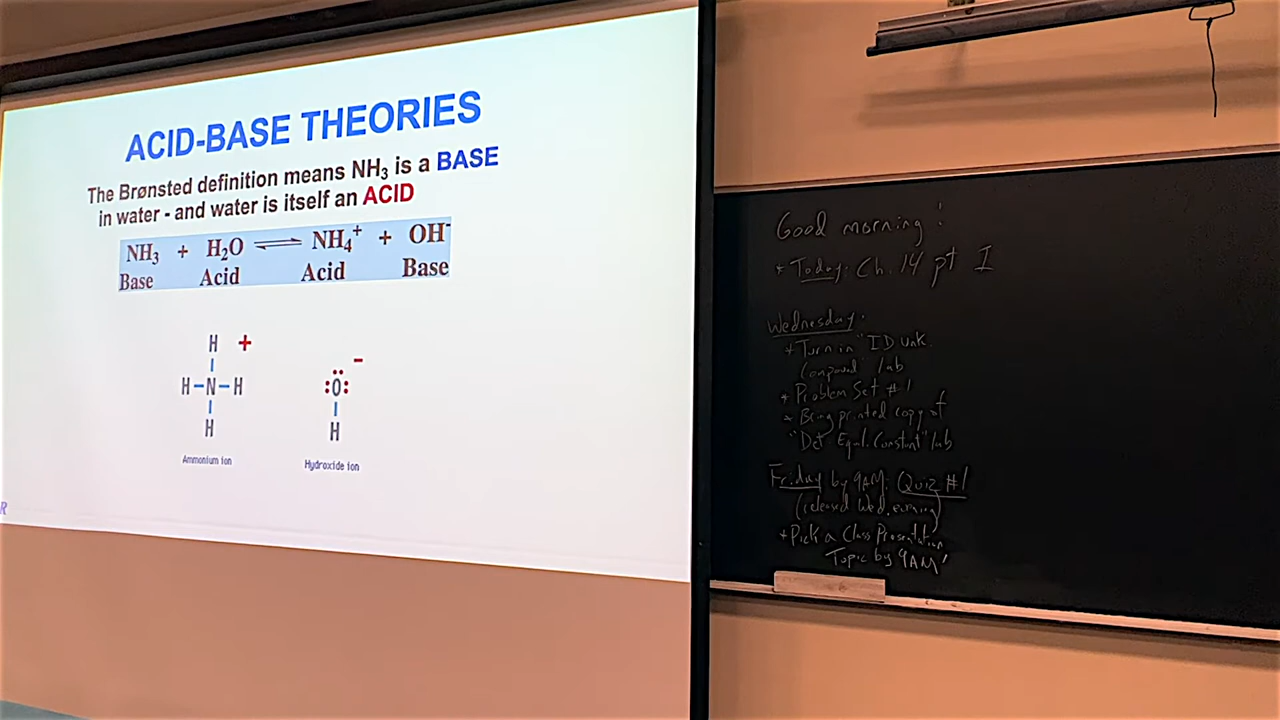 ACID-BASE THEORIES
The Brønsted definition means NH₃ is a BASE
in water - and water is itself an ACID
NH₃ + H₂O ⇌ NH₄⁺ + OH⁻
Base Acid Acid Base
H +
H-N-H
H
Ammonium ion
−
:Ö:
H
Hydroxide ion
R
Good morning!
* Today: Ch. 14 pt I
Wednesday:
* Turn in "ID unk.
Compound" lab
* Problem Set #1
* Bring printed copy of
"Det Equil. Constant" lab
Friday by 9AM: Quiz #1
(released Wed. evening)
* Pick a Class Presentation
Topic by 9AM!